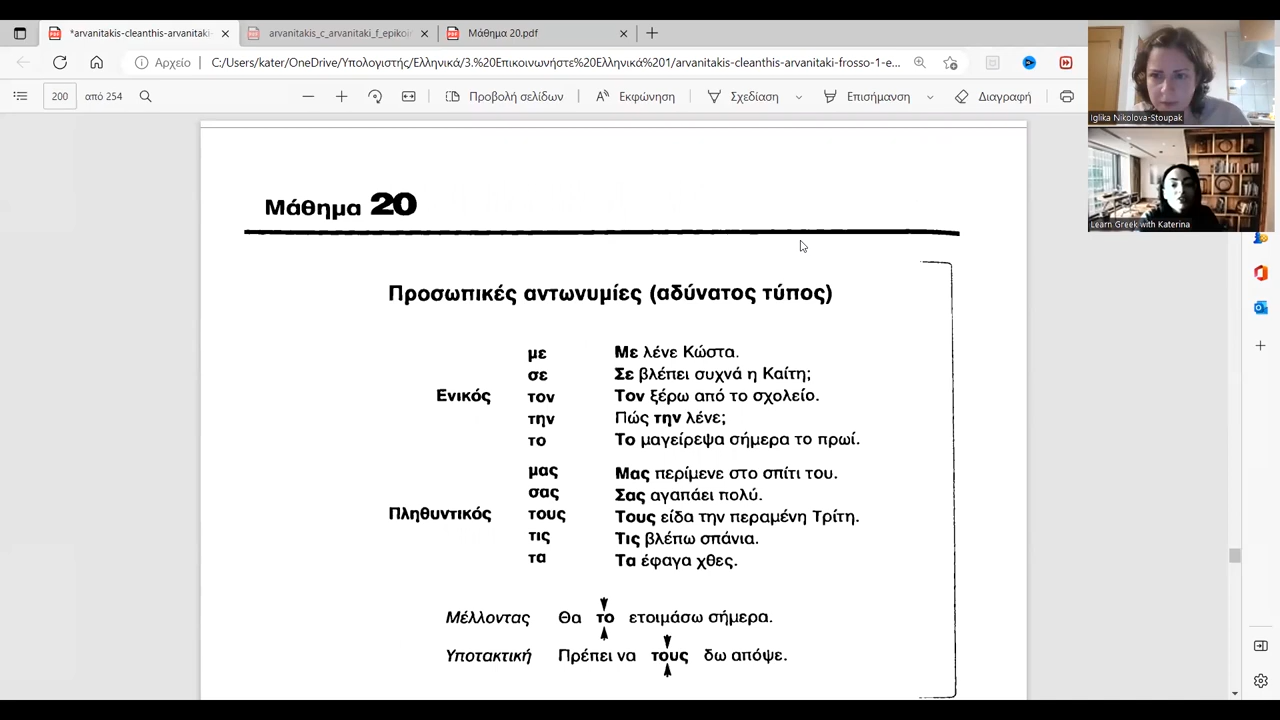 *arvanitakis-cleanthis-arvanitaki-
arvanitakis_c_arvanitaki_f_epikoi
Μάθημα 20.pdf
Αρχείο
C:/Users/kater/OneDrive/Υπολογιστής/Ελληνικά/3.%20Επικοινωνήστε%20Ελληνικά%201/arvanitakis-cleanthis-arvanitaki-frosso-1-e...
200 από 254
Προβολή σελίδων
Εκφώνηση
Σχεδίαση
Επισήμανση
Διαγραφή
Iglika Nikolova-Stoupak
Learn Greek with Katerina
Μάθημα 20
Προσωπικές αντωνυμίες (αδύνατος τύπος)
με Με λένε Κώστα.
σε Σε βλέπει συχνά η Καίτη;
Ενικός τον Τον ξέρω από το σχολείο.
την Πώς την λένε;
το Το μαγείρεψα σήμερα το πρωί.
μας Μας περίμενε στο σπίτι του.
σας Σας αγαπάει πολύ.
Πληθυντικός τους Τους είδα την περαμένη Τρίτη.
τις Τις βλέπω σπάνια.
τα Τα έφαγα χθες.
Μέλλοντας Θα το ετοιμάσω σήμερα.
Υποτακτική Πρέπει να τους δω απόψε.